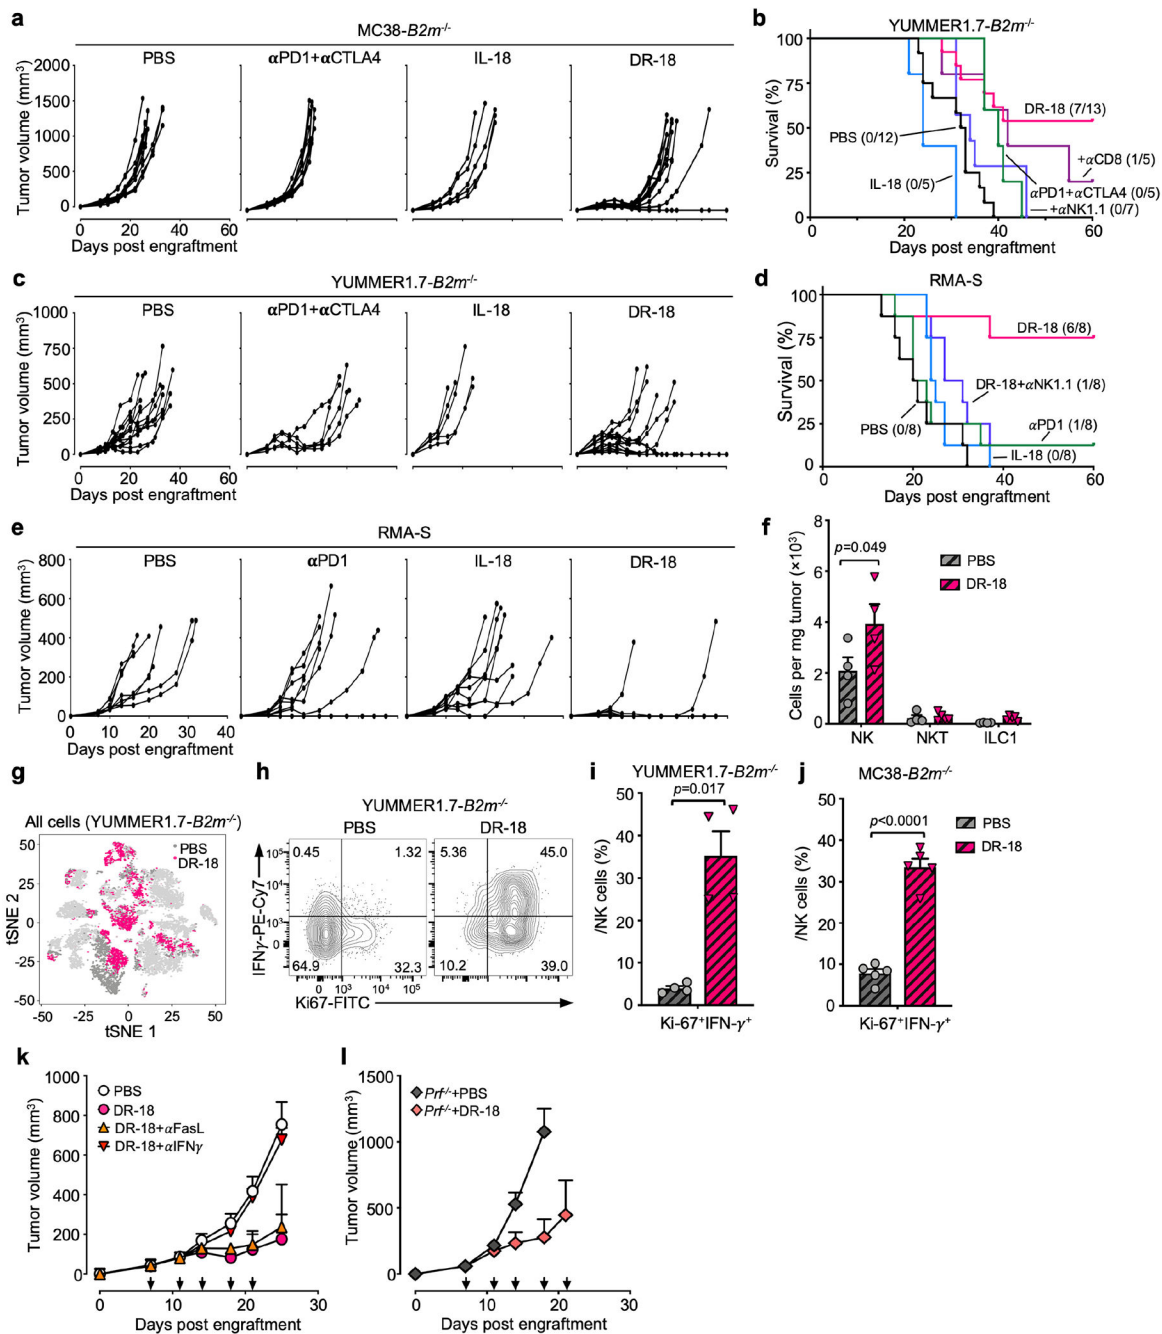 a
MC38-B2m-/-
PBS
αPD1+αCTLA4
IL-18
DR-18
Tumor volume (mm3)
2000
1500
1000
500
0
0 20 40 60
Days post engraftment
b
YUMMER1.7-B2m-/-
Survival (%)
100
75
50
25
0
DR-18 (7/13)
PBS (0/12)
+αCD8 (1/5)
IL-18 (0/5)
αPD1+αCTLA4 (0/5)
+αNK1.1 (0/7)
0 20 40 60
Days post engraftment
c
YUMMER1.7-B2m-/-
PBS
αPD1+αCTLA4
IL-18
DR-18
Tumor volume (mm3)
1000
750
500
250
0
0 20 40 60
Days post engraftment
d
RMA-S
Survival (%)
100
75
50
25
0
DR-18 (6/8)
DR-18+αNK1.1 (1/8)
PBS (0/8)
αPD1 (1/8)
IL-18 (0/8)
0 20 40 60
Days post engraftment
e
RMA-S
PBS
αPD1
IL-18
DR-18
Tumor volume (mm3)
800
600
400
200
0
0 10 20 30 40
Days post engraftment
f
Cells per mg tumor (×103)
8
6
4
2
0
p=0.049
PBS
DR-18
NK NKT ILC1
g
All cells (YUMMER1.7-B2m-/-)
PBS
DR-18
tSNE 2
50
25
0
-25
-50
-50 -25 0 25 50
tSNE 1
h
YUMMER1.7-B2m-/-
PBS
DR-18
IFNγ-PE-Cy7
105
104
103
0
0.45 1.32
64.9 32.3
5.36 45.0
10.2 39.0
0 103 104 105
Ki67-FITC
i
YUMMER1.7-B2m-/-
p=0.017
/NK cells (%)
50
40
30
20
10
0
Ki-67+IFN-γ+
j
MC38-B2m-/-
p<0.0001
/NK cells (%)
50
40
30
20
10
0
PBS
DR-18
Ki-67+IFN-γ+
k
Tumor volume (mm3)
1000
800
600
400
200
0
PBS
DR-18
DR-18+αFasL
DR-18+αIFNγ
0 10 20 30
Days post engraftment
l
Tumor volume (mm3)
1500
1000
500
0
Prf-/-+PBS
Prf-/-+DR-18
0 10 20 30
Days post engraftment